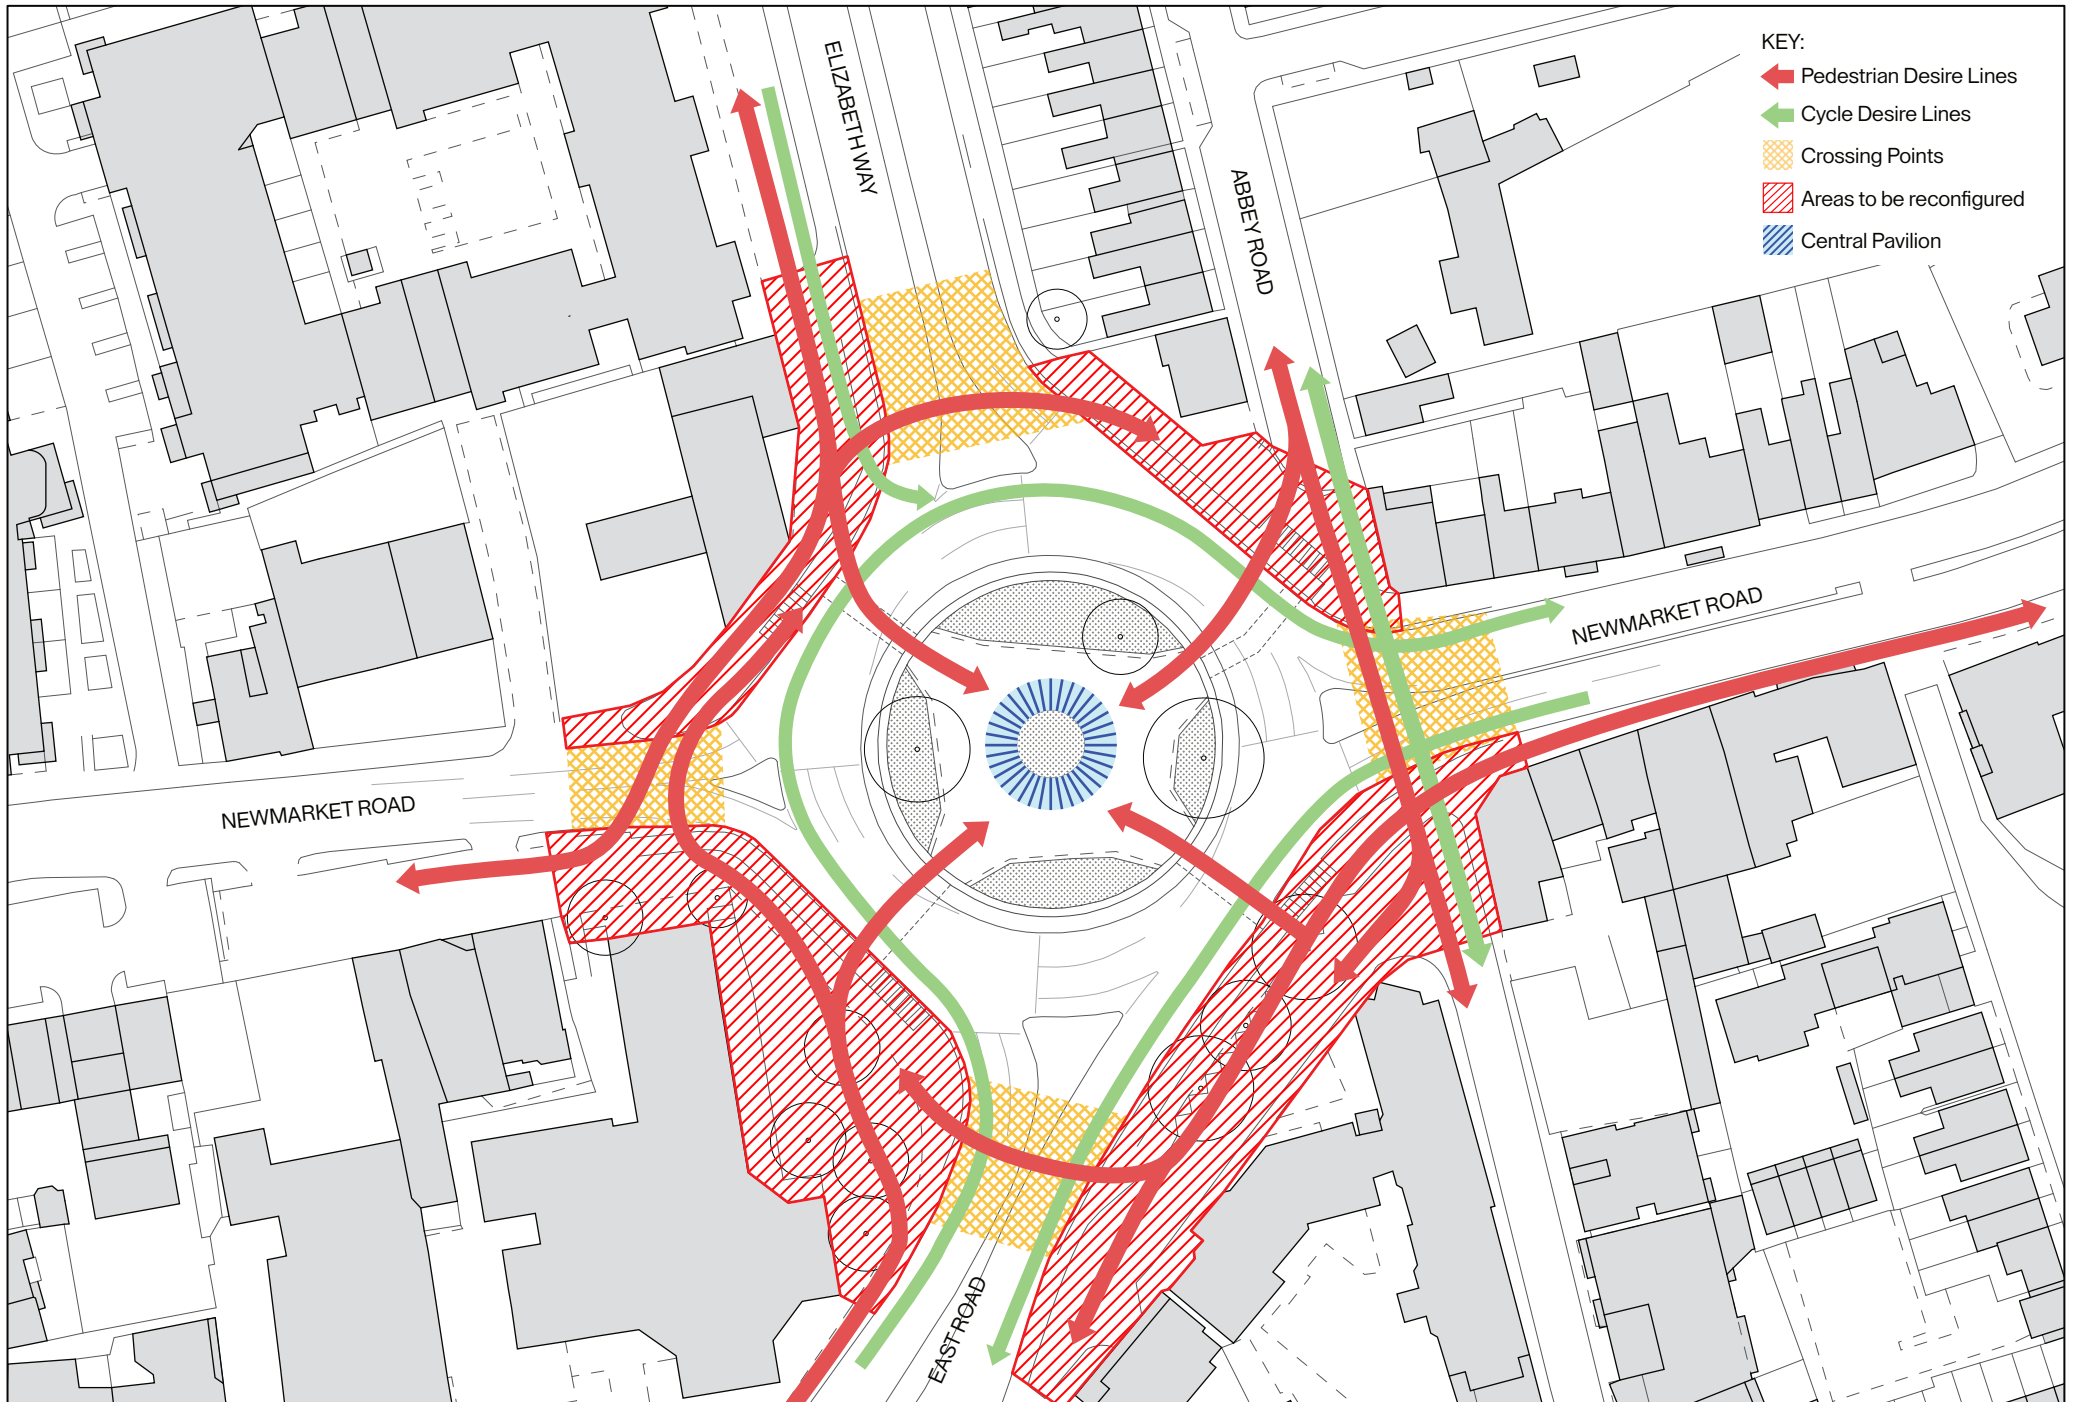 KEY:
Pedestrian Desire Lines
Cycle Desire Lines
Crossing Points
Areas to be reconfigured
Central Pavilion
ELIZABETH WAY
ABBEY ROAD
NEWMARKET ROAD
NEWMARKET ROAD
EAST ROAD